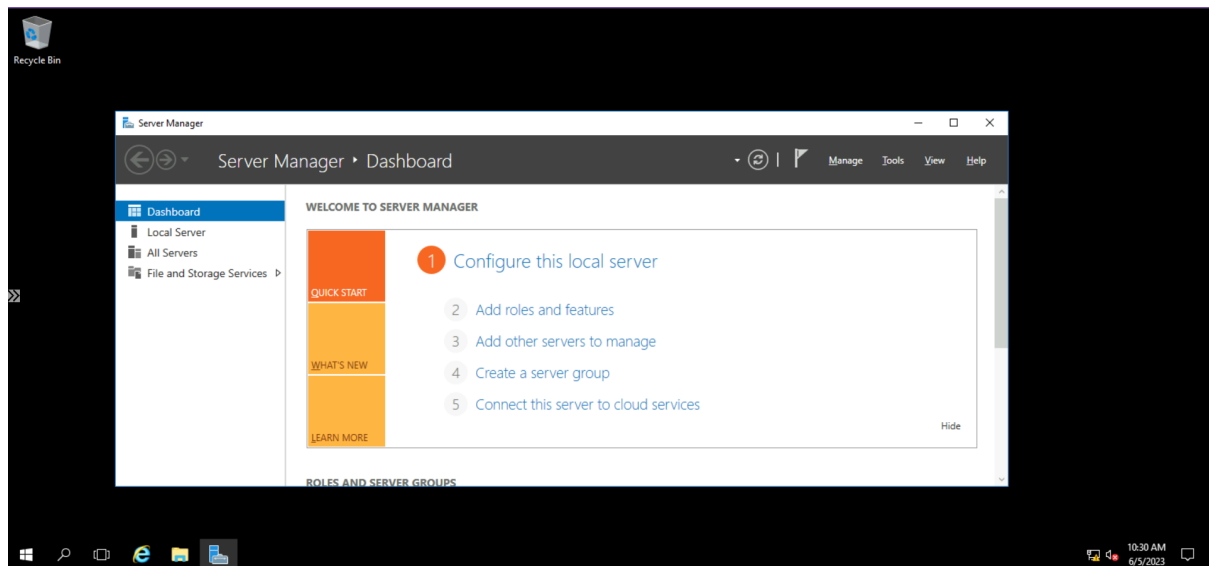 Recycle Bin
Server Manager
Server Manager ‣ Dashboard
Manage Tools View Help
Dashboard
Local Server
All Servers
File and Storage Services
WELCOME TO SERVER MANAGER
QUICK START
WHAT'S NEW
LEARN MORE
1 Configure this local server
2 Add roles and features
3 Add other servers to manage
4 Create a server group
5 Connect this server to cloud services
Hide
ROLES AND SERVER GROUPS
10:30 AM
6/5/2023